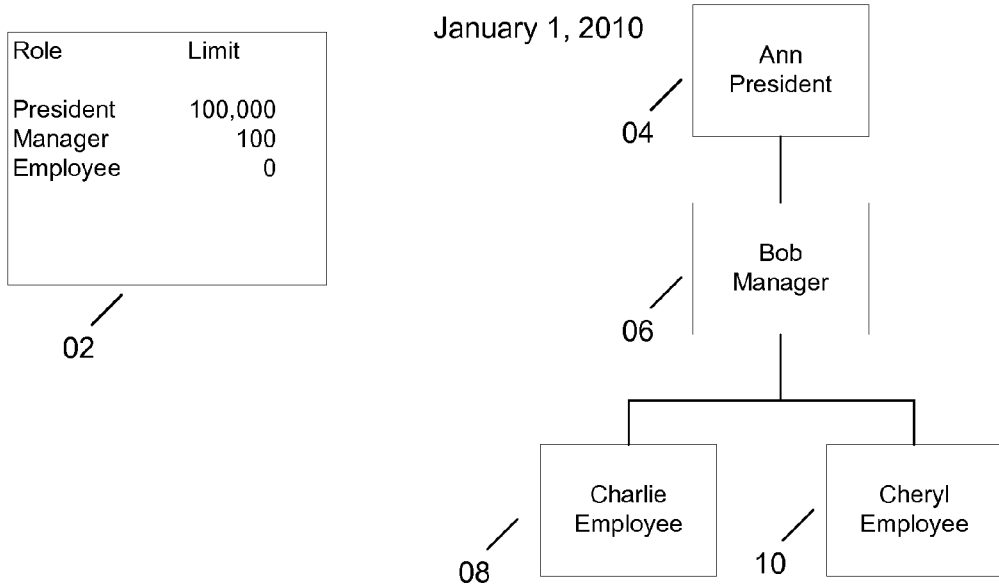 January 1, 2010
Role Limit
President 100,000
Manager 100
Employee 0
02
Ann
President
04
Bob
Manager
06
Charlie
Employee
08
Cheryl
Employee
10